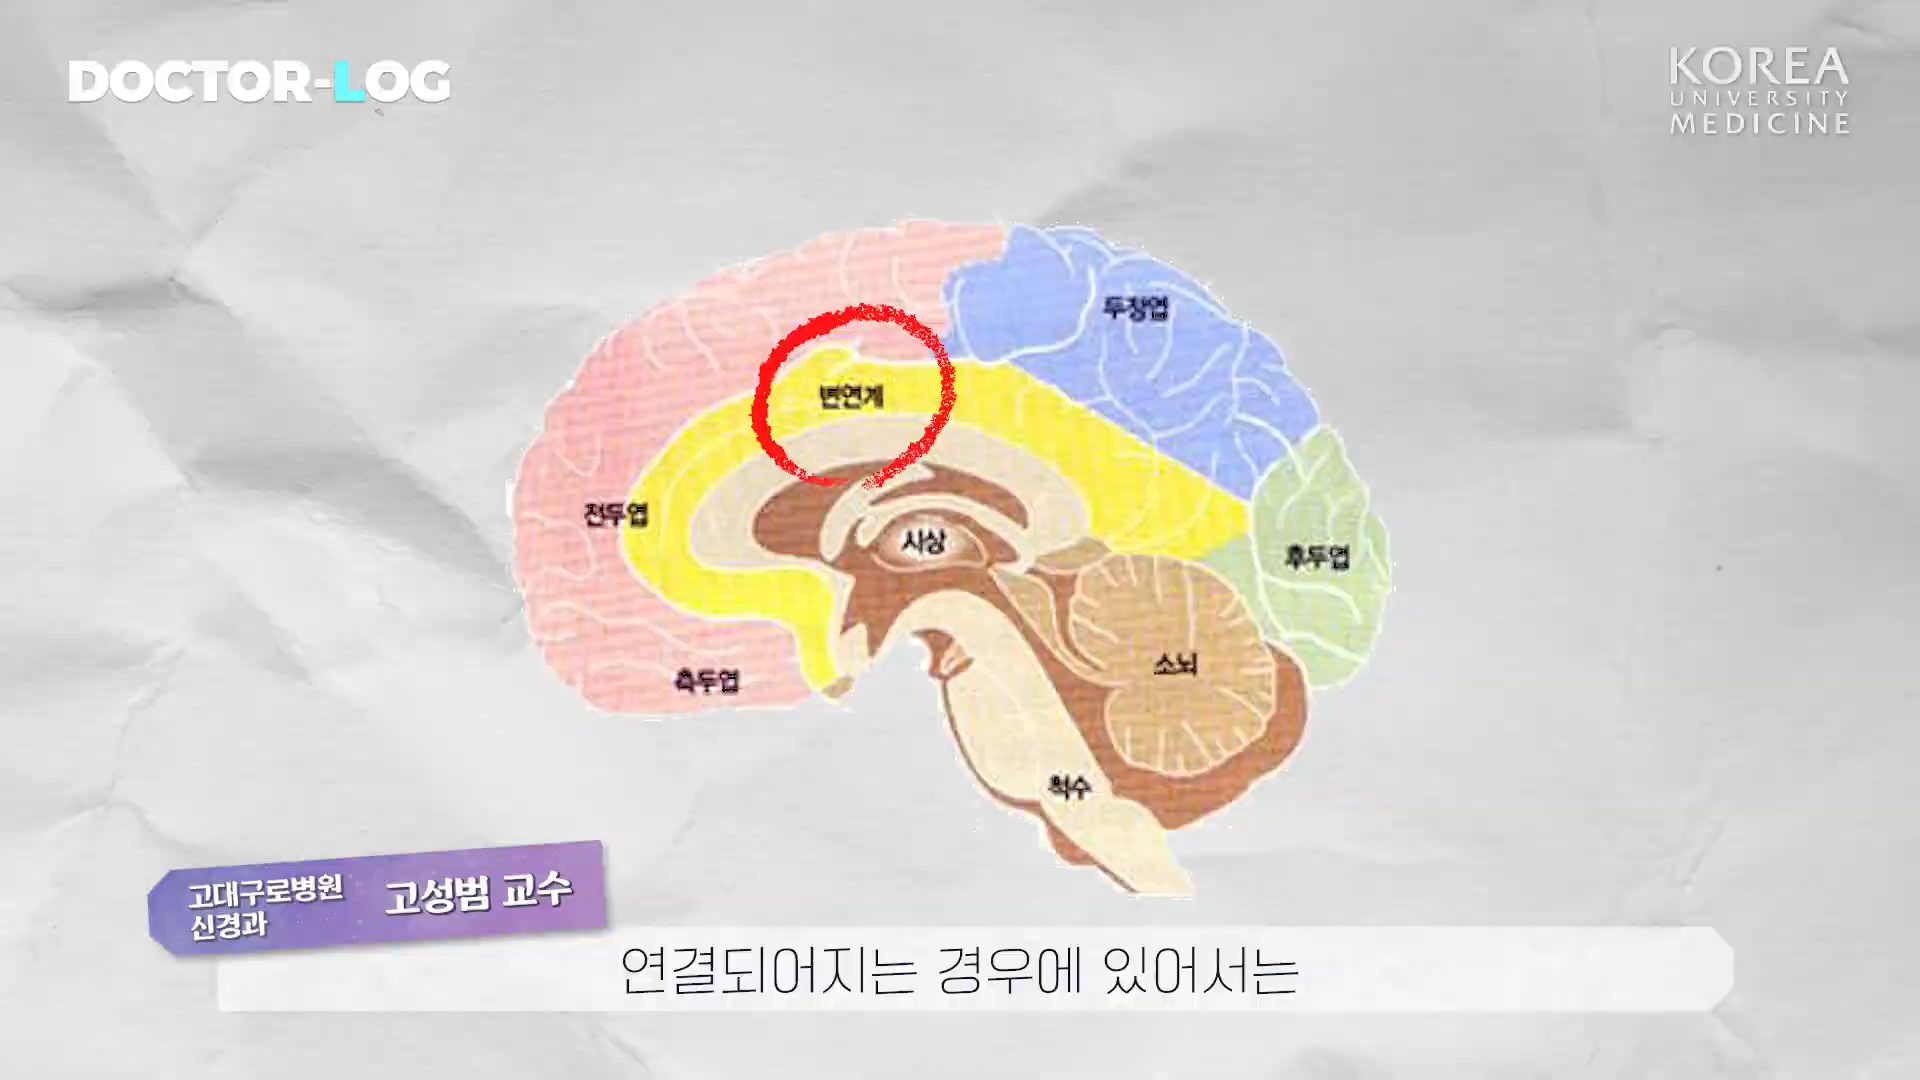 DOCTOR-LOG
KOREA
UNIVERSITY
MEDICINE
두정엽
변연계
전두엽
시상
후두엽
소뇌
측두엽
척수
고대구로병원
신경과
고성범 교수
연결되어지는 경우에 있어서는